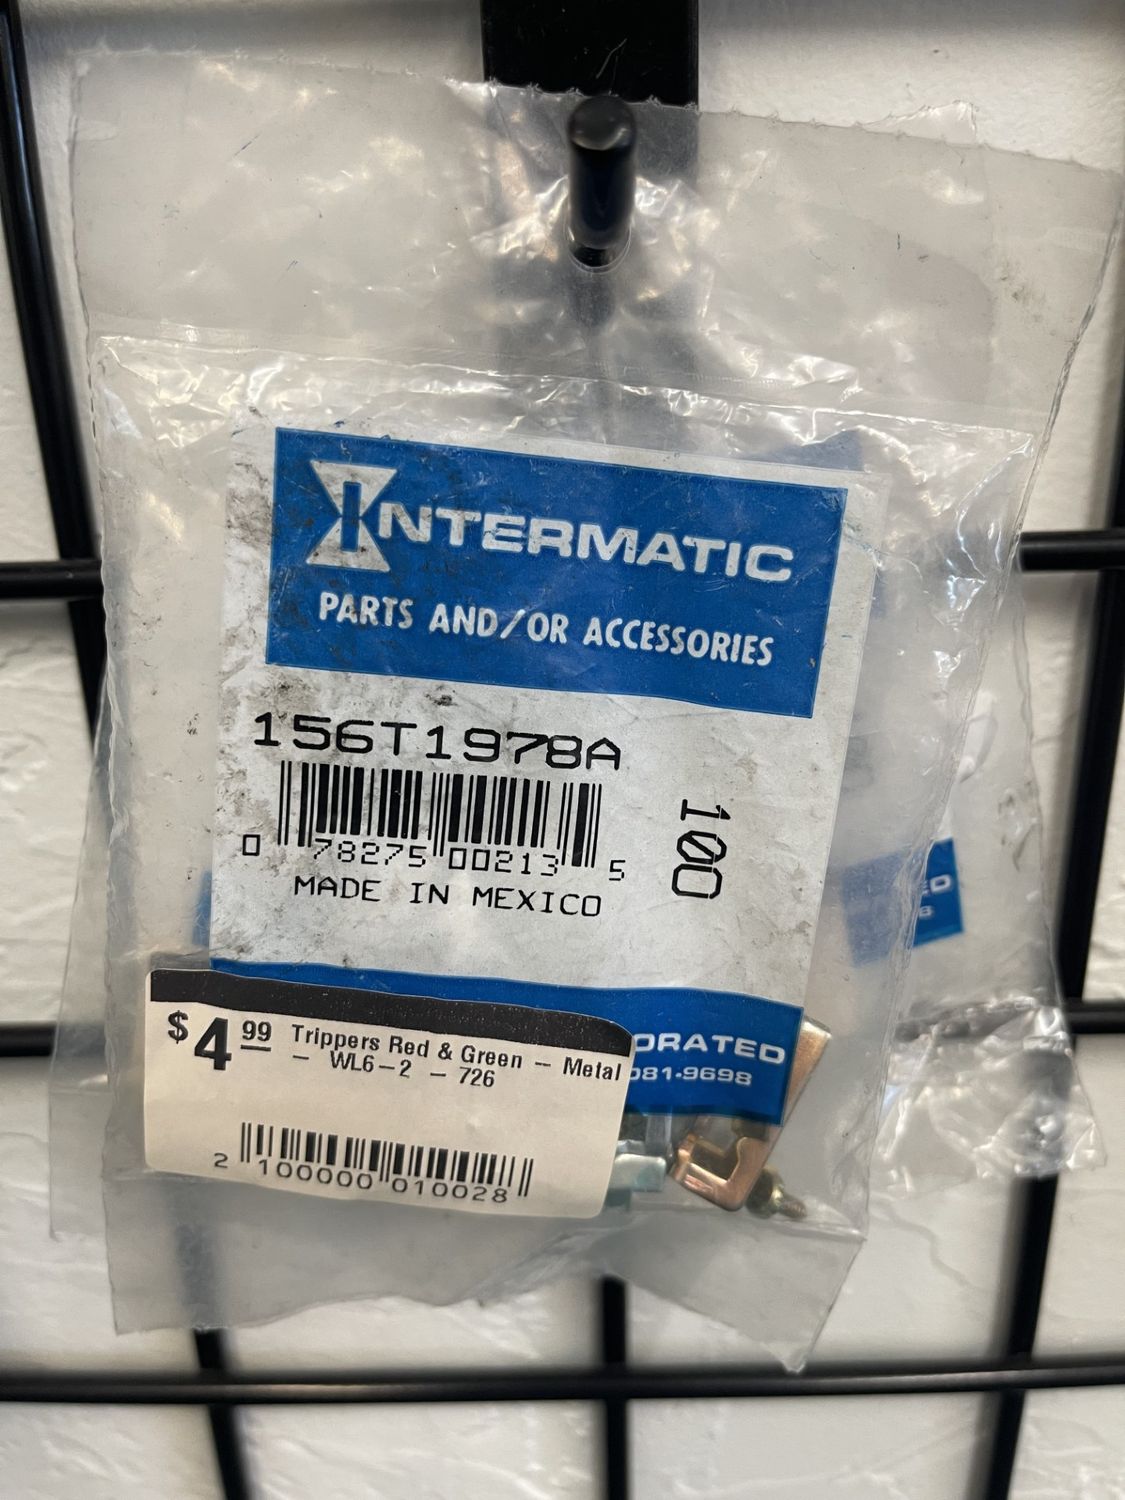 INTERMATIC
PARTS AND/OR ACCESSORIES
156T1978A
100
0 78275 00213 5
MADE IN MEXICO
ORATED
081-9698
$4.99 Trippers Red & Green -- Metal
- WL6-2 - 726
2 100000 010028